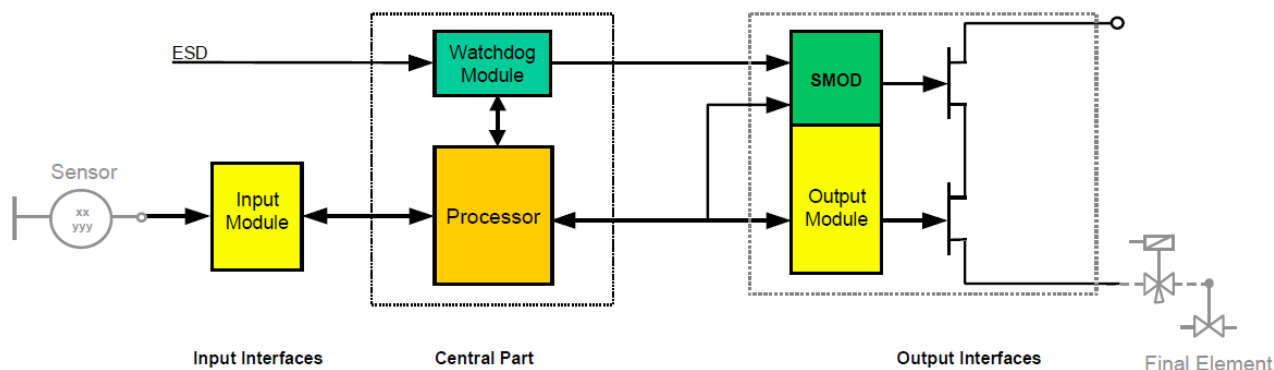 ESD
Watchdog
Module
SMOD
Sensor
xx
yyy
Input
Module
Processor
Output
Module
Input Interfaces
Central Part
Output Interfaces
Final Element